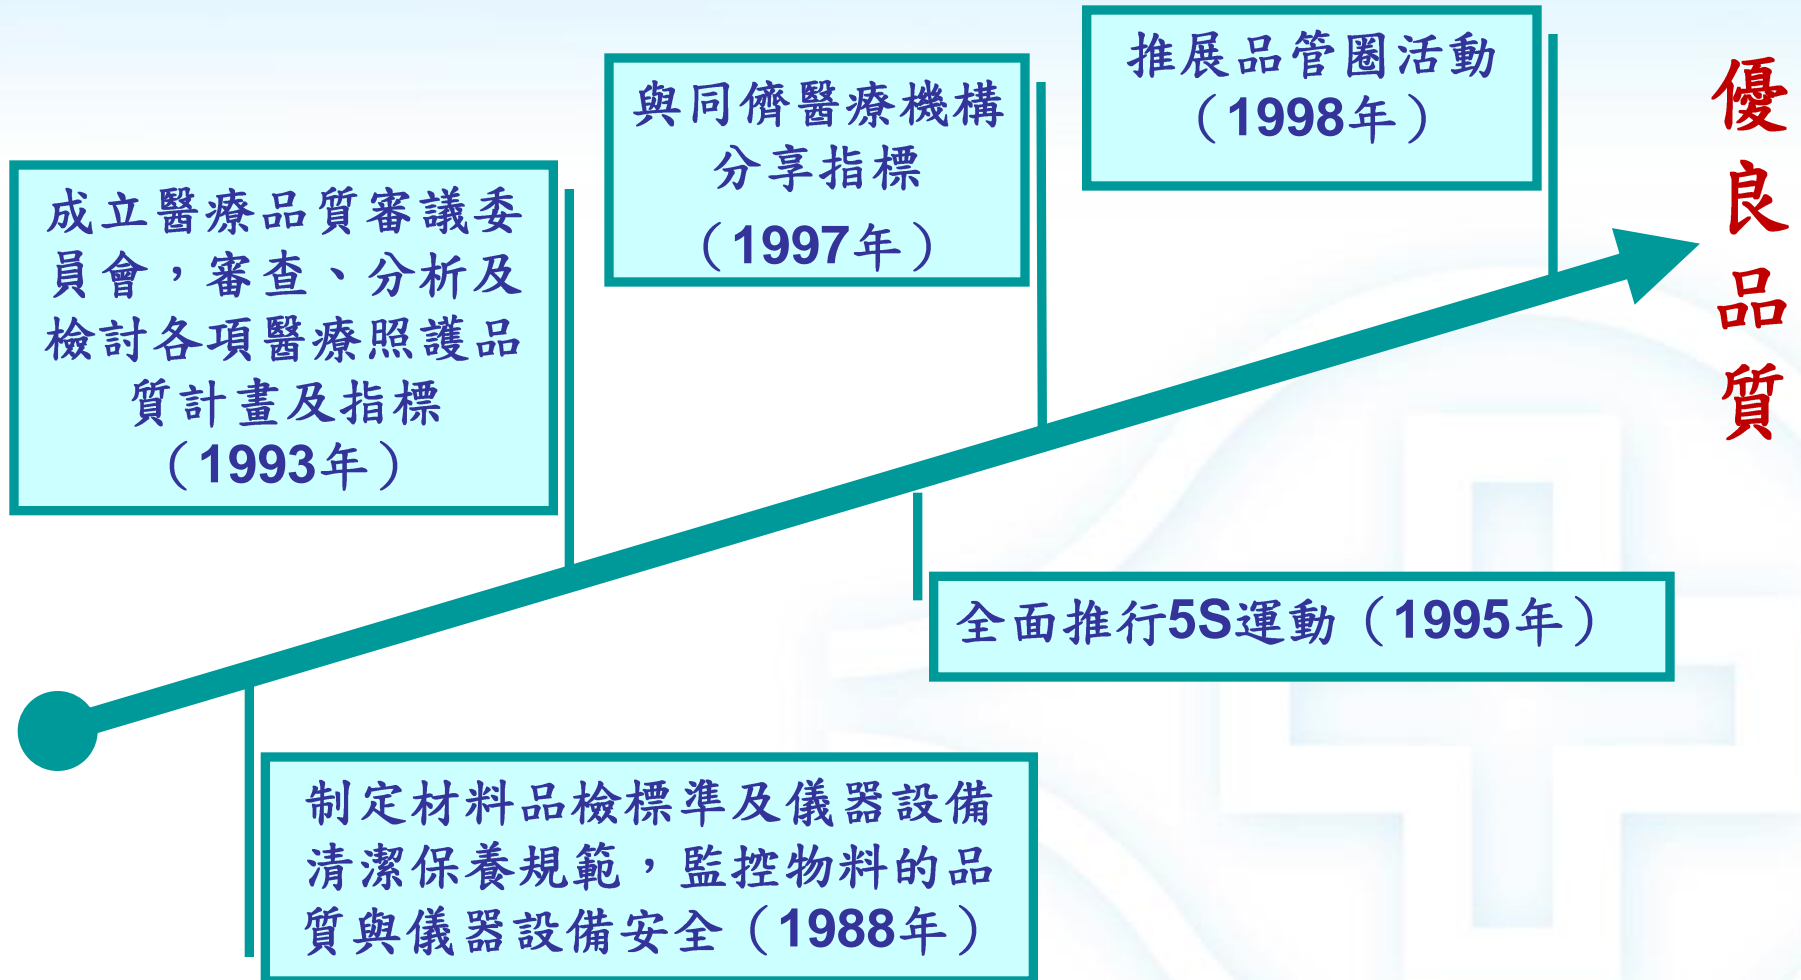 推展品管圈活動
（1998年）
與同儕醫療機構
分享指標
（1997年）
成立醫療品質審議委
員會，審查、分析及
檢討各項醫療照護品
質計畫及指標
（1993年）
優
良
品
質
全面推行5S運動（1995年）
制定材料品檢標準及儀器設備
清潔保養規範，監控物料的品
質與儀器設備安全（1988年）